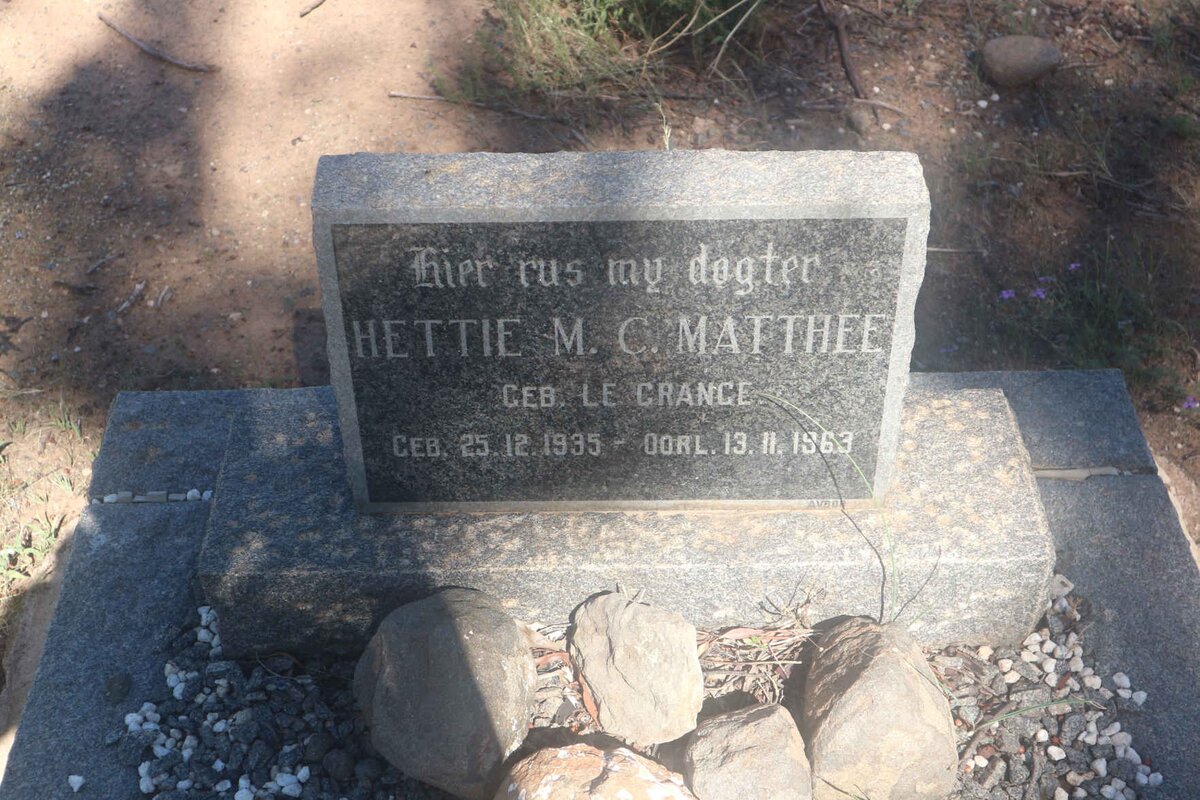 Hier rus my dogter
HETTIE M. C. MATTHEE
GEB. LE GRANGE
GEB. 25.12.1935 - OORL. 13.11.1963